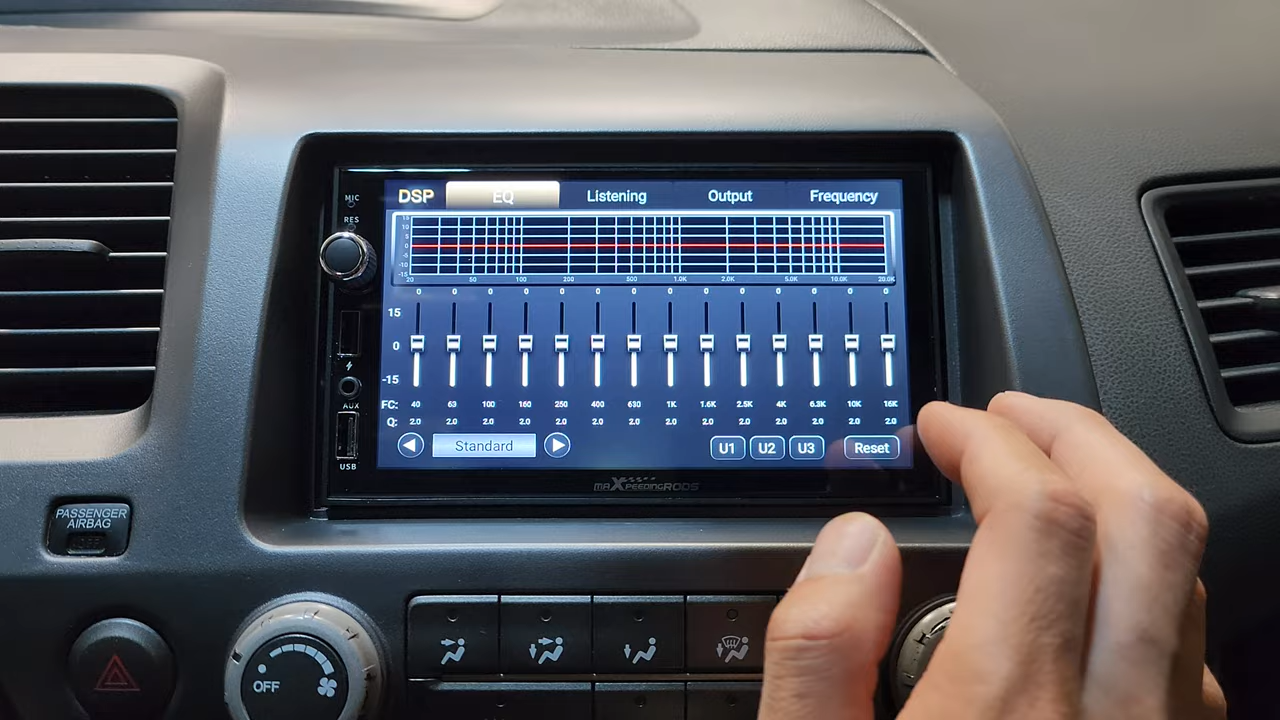 MIC
RES
DSP EQ Listening Output Frequency
15
10
5
0
-5
-10
-15
20 50 100 200 500 1.0K 2.0K 5.0K 10.0K 20.0K
0 0 0 0 0 0 0 0 0 0 0 0 0 0
15
0
-15
FC: 40 63 100 160 250 400 630 1K 1.6K 2.5K 4K 6.3K 10K 16K
Q: 2.0 2.0 2.0 2.0 2.0 2.0 2.0 2.0 2.0 2.0 2.0 2.0 2.0 2.0
Standard U1 U2 U3 Reset
AUX
USB
maXpeedingRODS
PASSENGER
AIRBAG
OFF
OFF